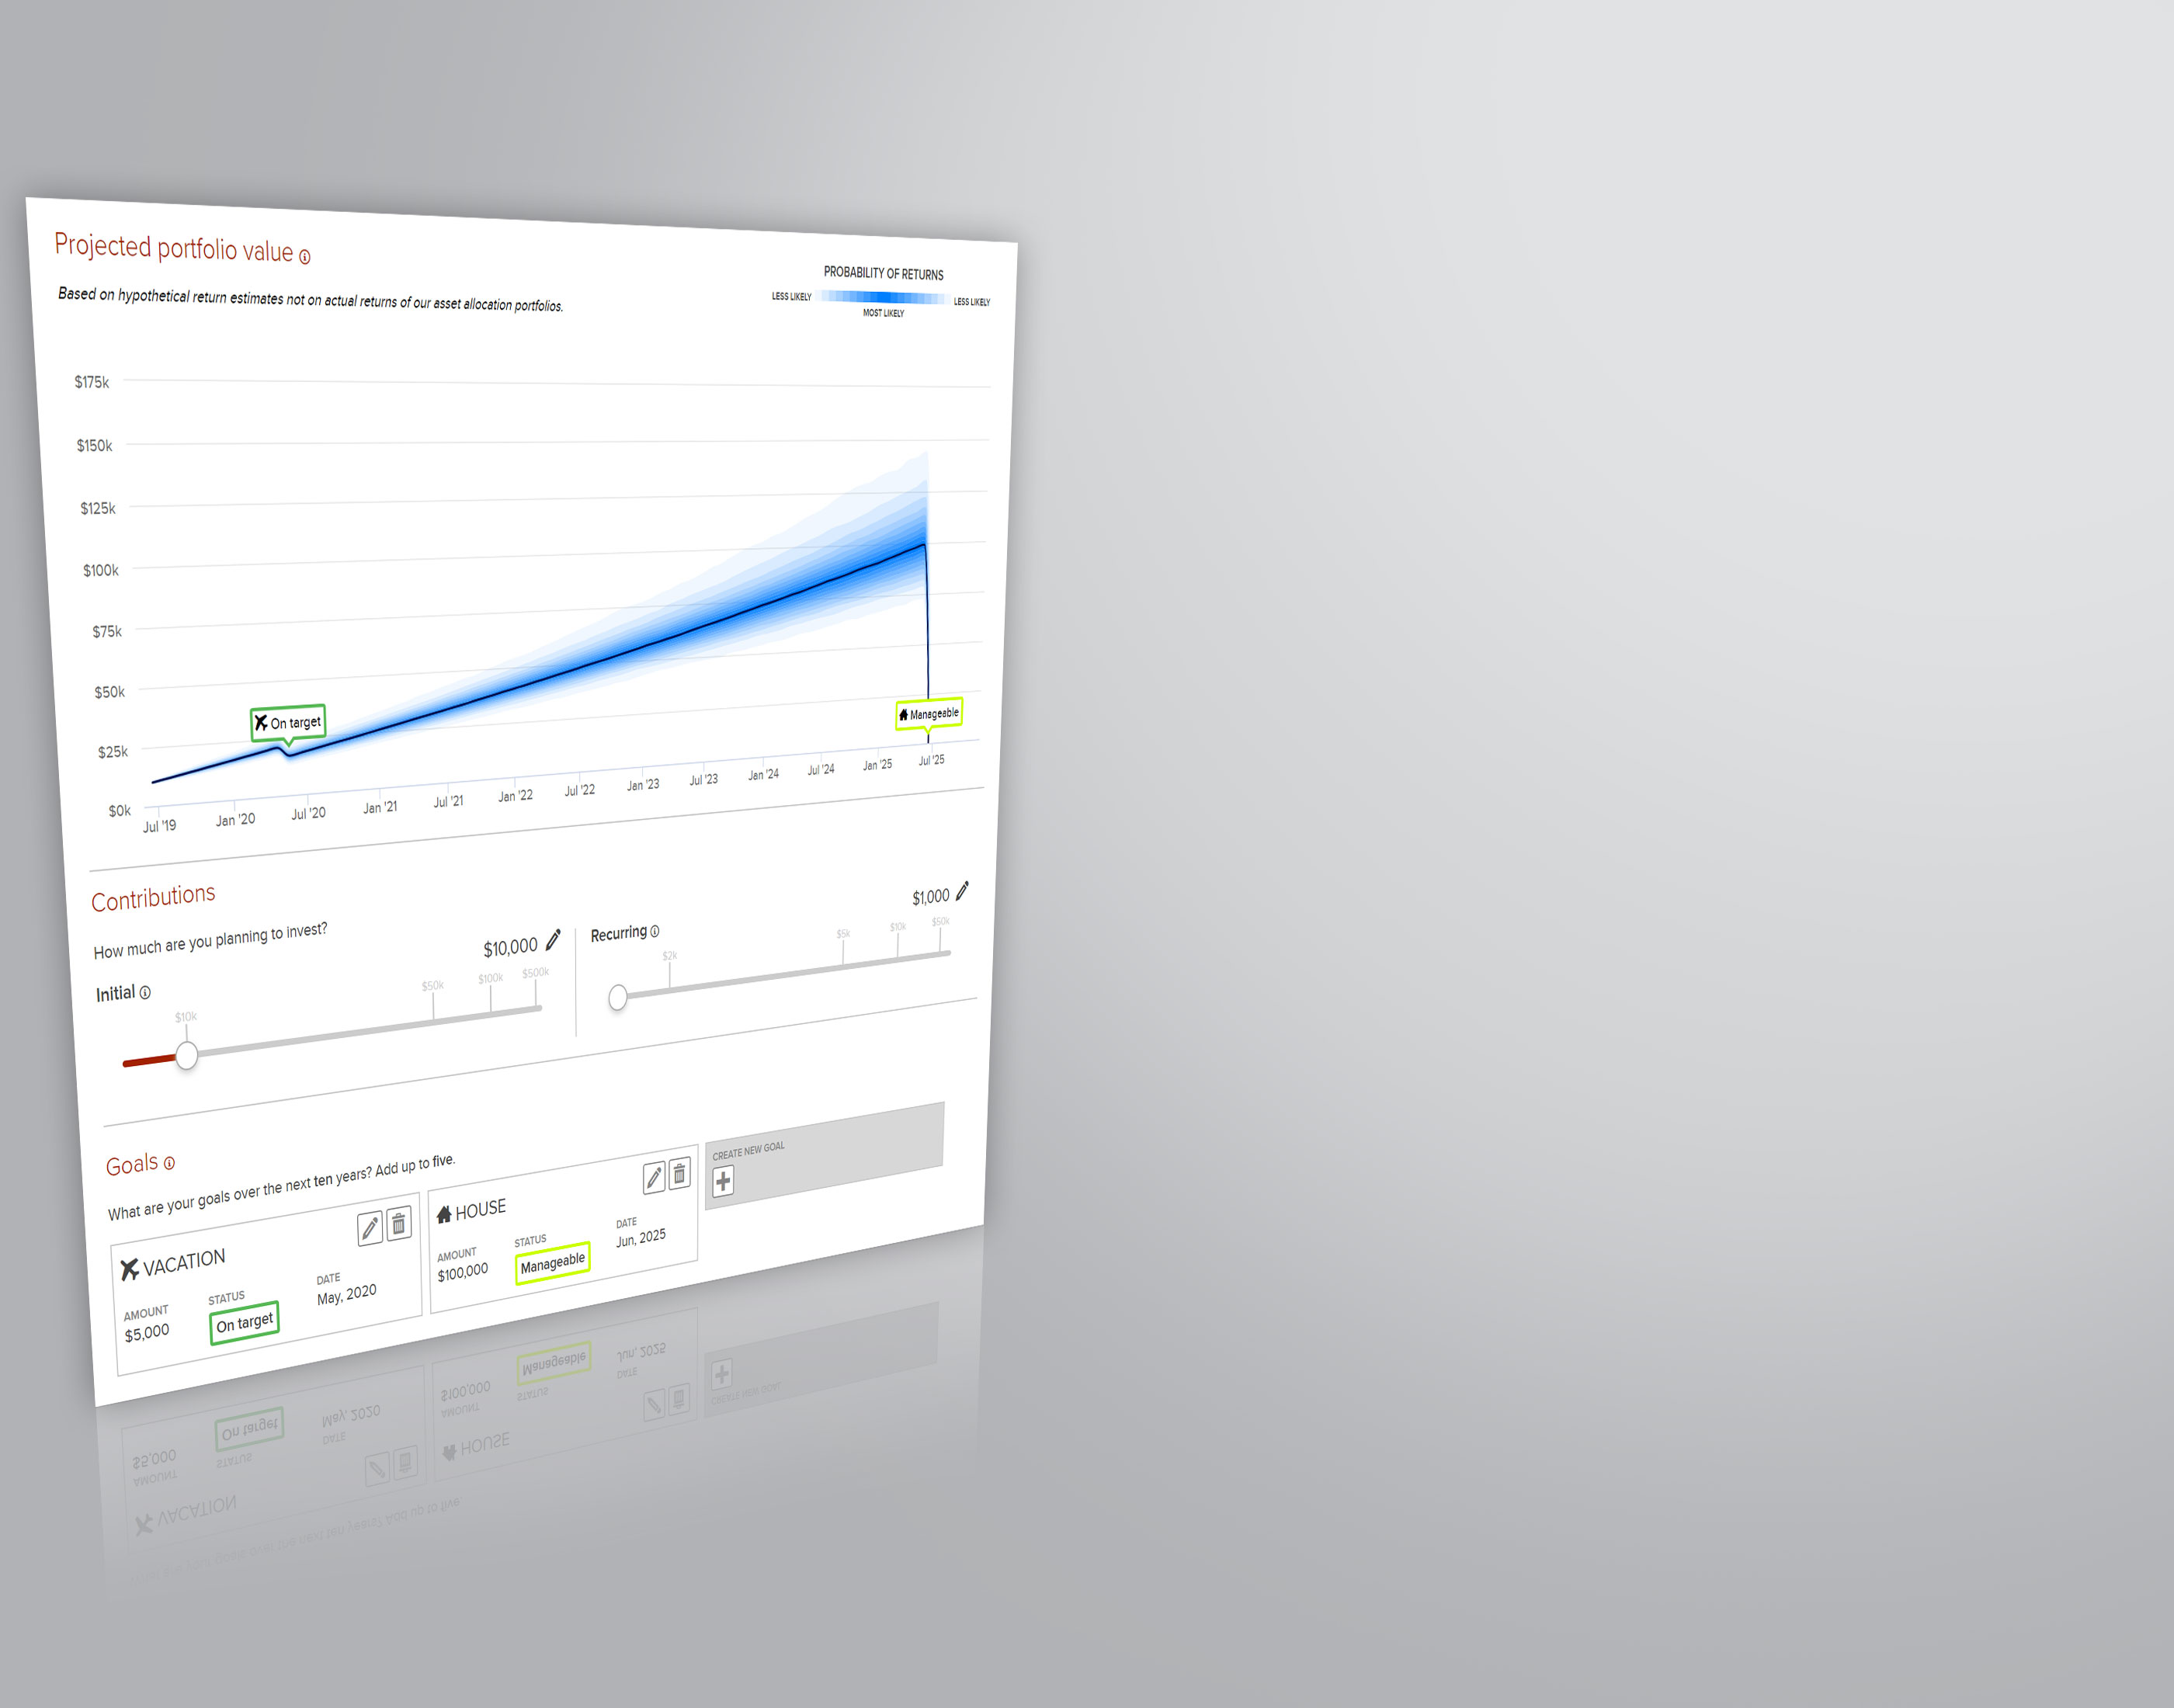 Projected portfolio value
Based on hypothetical return estimates not on actual returns of our asset allocation portfolios.
PROBABILITY OF RETURNS
LESS LIKELY
LESS LIKELY
MOST LIKELY
$175k
$150k
$125k
$100k
$75k
$50k
$25k
$0k
On target
Manageable
Jul '19
Jan '20
Jul '20
Jan '21
Jul '21
Jan '22
Jul '22
Jan '23
Jul '23
Jan '24
Jul '24
Jan '25
Jul '25
Contributions
How much are you planning to invest?
Initial
$10,000
$10k
$50k
$100k
$500k
Recurring
$1,000
$2k
$5k
$10k
$50k
Goals
What are your goals over the next ten years? Add up to five.
VACATION
AMOUNT
$5,000
STATUS
On target
DATE
May, 2020
HOUSE
AMOUNT
$100,000
STATUS
Manageable
DATE
Jun, 2025
CREATE NEW GOAL